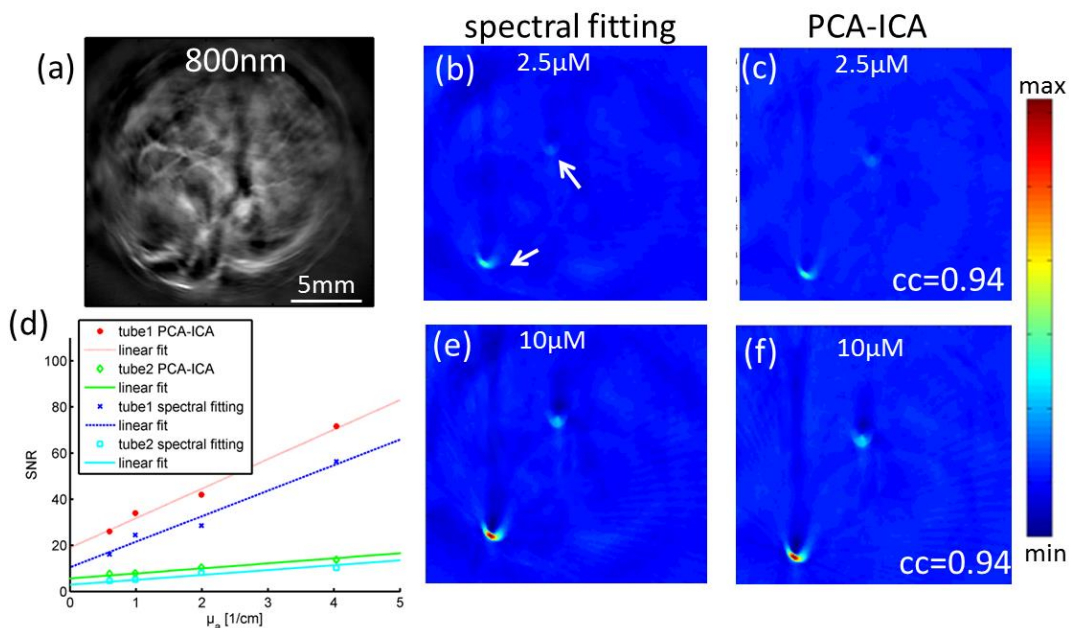 spectral fitting
PCA-ICA
(a)
800nm
5mm
(b)
2.5µM
(c)
2.5µM
cc=0.94
max
min
(d)
tube1 PCA-ICA
linear fit
tube2 PCA-ICA
linear fit
tube1 spectral fitting
linear fit
tube2 spectral fitting
linear fit
100
80
60
40
20
0
SNR
0 1 2 3 4 5
µa [1/cm]
(e)
10µM
(f)
10µM
cc=0.94